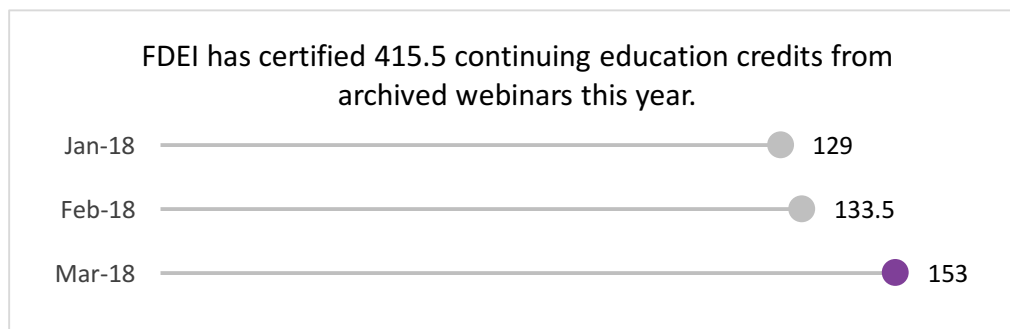 FDEI has certified 415.5 continuing education credits from
archived webinars this year.
Jan-18 129
Feb-18 133.5
Mar-18 153